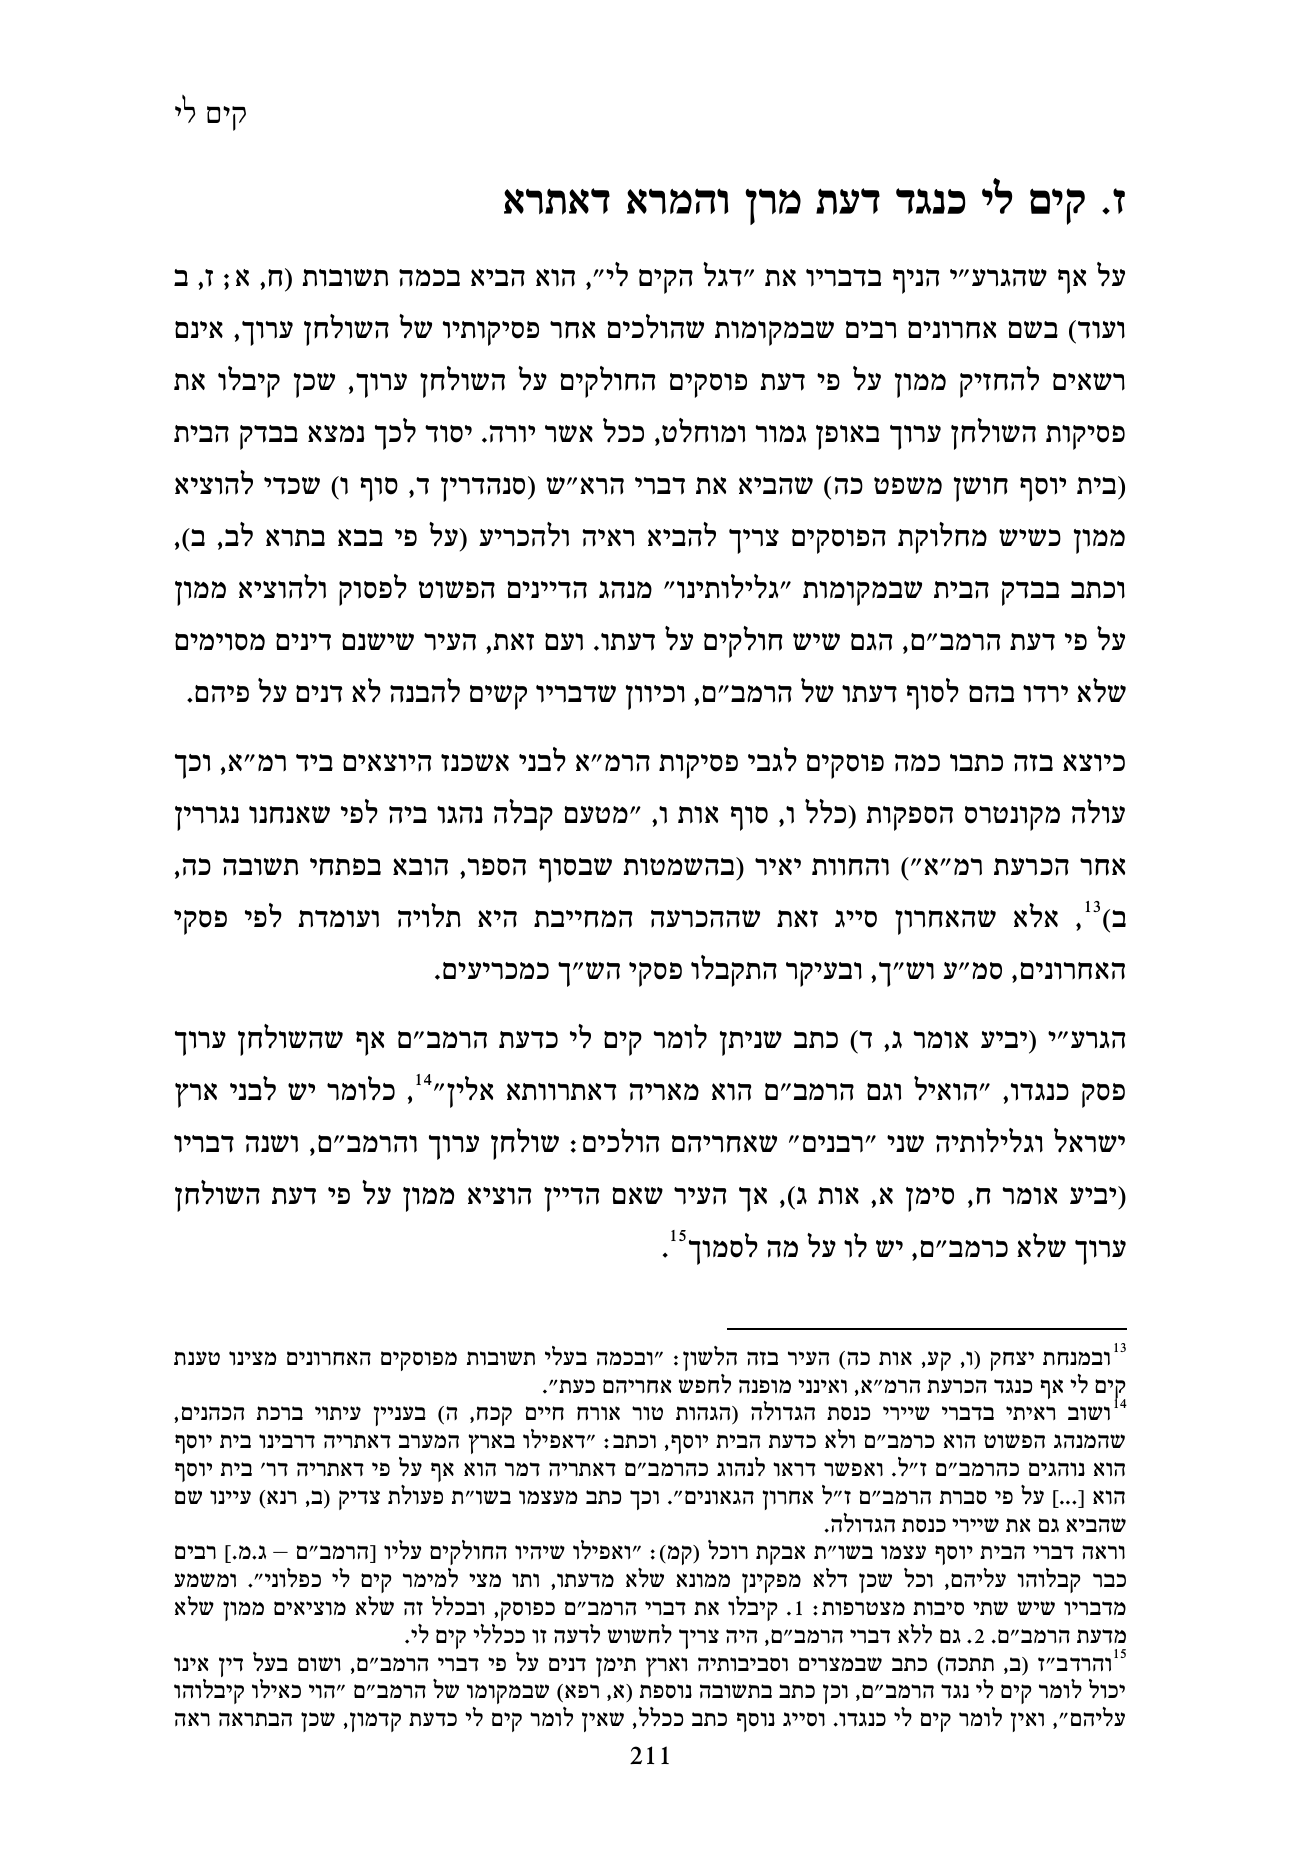 קים לי
ז. קים לי כנגד דעת מרן והמרא דאתרא
על אף שהגרע״י הניף בדבריו את ״דגל הקים לי״, הוא הביא בכמה תשובות (ח, א; ז, ב
ועוד) בשם אחרונים רבים שבמקומות שהולכים אחר פסיקותיו של השולחן ערוך, אינם
רשאים להחזיק ממון על פי דעת פוסקים החולקים על השולחן ערוך, שכן קיבלו את
פסיקות השולחן ערוך באופן גמור ומוחלט, ככל אשר יורה. יסוד לכך נמצא בבדק הבית
(בית יוסף חושן משפט כה) שהביא את דברי הרא״ש (סנהדרין ד, סוף ו) שכדי להוציא
ממון כשיש מחלוקת הפוסקים צריך להביא ראיה ולהכריע (על פי בבא בתרא לב, ב),
וכתב בבדק הבית שבמקומות ״גלילותינו״ מנהג הדיינים הפשוט לפסוק ולהוציא ממון
על פי דעת הרמב״ם, הגם שיש חולקים על דעתו. ועם זאת, העיר שישנם דינים מסוימים
שלא ירדו בהם לסוף דעתו של הרמב״ם, וכיוון שדבריו קשים להבנה לא דנים על פיהם.
כיוצא בזה כתבו כמה פוסקים לגבי פסיקות הרמ״א לבני אשכנז היוצאים ביד רמ״א, וכך
עולה מקונטרס הספקות (כלל ו, סוף אות ו, ״מטעם קבלה נהגו ביה לפי שאנחנו נגררין
אחר הכרעת רמ״א״) והחוות יאיר (בהשמטות שבסוף הספר, הובא בפתחי תשובה כה,
ב)13, אלא שהאחרון סייג זאת שההכרעה המחייבת היא תלויה ועומדת לפי פסקי
האחרונים, סמ״ע וש״ך, ובעיקר התקבלו פסקי הש״ך כמכריעים.
הגרע״י (יביע אומר ג, ד) כתב שניתן לומר קים לי כדעת הרמב״ם אף שהשולחן ערוך
פסק כנגדו, ״הואיל וגם הרמב״ם הוא מאריה דאתרוותא אלין״14, כלומר יש לבני ארץ
ישראל וגלילותיה שני ״רבנים״ שאחריהם הולכים: שולחן ערוך והרמב״ם, ושנה דבריו
(יביע אומר ח, סימן א, אות ג), אך העיר שאם הדיין הוציא ממון על פי דעת השולחן
ערוך שלא כרמב״ם, יש לו על מה לסמוך15.
13ובמנחת יצחק (ו, קע, אות כה) העיר בזה הלשון: ״ובכמה בעלי תשובות מפוסקים האחרונים מצינו טענת
קים לי אף כנגד הכרעת הרמ״א, ואינני מופנה לחפש אחריהם כעת״.
14ושוב ראיתי בדברי שיירי כנסת הגדולה (הגהות טור אורח חיים קכח, ה) בעניין עיתוי ברכת הכהנים,
שהמנהג הפשוט הוא כרמב״ם ולא כדעת הבית יוסף, וכתב: ״דאפילו בארץ המערב דאתריה דרבינו בית יוסף
הוא נוהגים כהרמב״ם ז״ל. ואפשר דראו לנהוג כהרמב״ם דאתריה דמר הוא אף על פי דאתריה דר׳ בית יוסף
הוא [...] על פי סברת הרמב״ם ז״ל אחרון הגאונים״. וכך כתב מעצמו בשו״ת פעולת צדיק (ב, רנא) עיינו שם
שהביא גם את שיירי כנסת הגדולה.
וראה דברי הבית יוסף עצמו בשו״ת אבקת רוכל (קמ): ״ואפילו שיהיו החולקים עליו [הרמב״ם – ג.מ.] רבים
כבר קבלוהו עליהם, וכל שכן דלא מפקינן ממונא שלא מדעתו, ותו מצי למימר קים לי כפלוני״. ומשמע
מדבריו שיש שתי סיבות מצטרפות: 1. קיבלו את דברי הרמב״ם כפוסק, ובכלל זה שלא מוציאים ממון שלא
מדעת הרמב״ם. 2. גם ללא דברי הרמב״ם, היה צריך לחשוש לדעה זו ככללי קים לי.
15והרדב״ז (ב, תתכה) כתב שבמצרים וסביבותיה וארץ תימן דנים על פי דברי הרמב״ם, ושום בעל דין אינו
יכול לומר קים לי נגד הרמב״ם, וכן כתב בתשובה נוספת (א, רפא) שבמקומו של הרמב״ם ״הוי כאילו קיבלוהו
עליהם״, ואין לומר קים לי כנגדו. וסייג נוסף כתב ככלל, שאין לומר קים לי כדעת קדמון, שכן הבתראה ראה
211